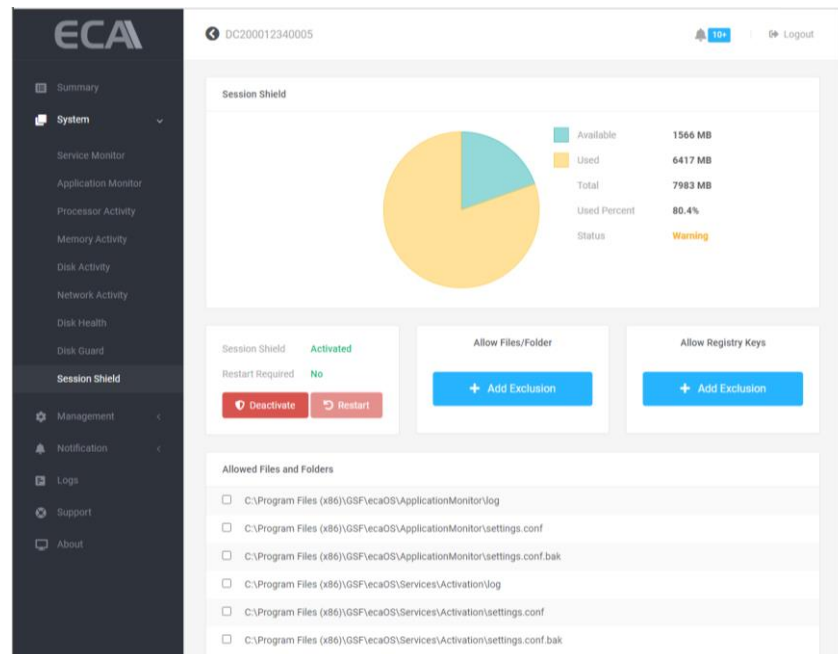 ECA
DC200012340005
10+
Logout
Summary
System
Service Monitor
Application Monitor
Processor Activity
Memory Activity
Disk Activity
Network Activity
Disk Health
Disk Guard
Session Shield
Management
Notification
Logs
Support
About
Session Shield
Available 1566 MB
Used 6417 MB
Total 7983 MB
Used Percent 80.4%
Status Warning
Session Shield Activated
Restart Required No
Deactivate Restart
Allow Files/Folder
+ Add Exclusion
Allow Registry Keys
+ Add Exclusion
Allowed Files and Folders
C:\Program Files (x86)\GSF\ecaOS\ApplicationMonitor\log
C:\Program Files (x86)\GSF\ecaOS\ApplicationMonitor\settings.conf
C:\Program Files (x86)\GSF\ecaOS\ApplicationMonitor\settings.conf.bak
C:\Program Files (x86)\GSF\ecaOS\Services\Activation\log
C:\Program Files (x86)\GSF\ecaOS\Services\Activation\settings.conf
C:\Program Files (x86)\GSF\ecaOS\Services\Activation\settings.conf.bak